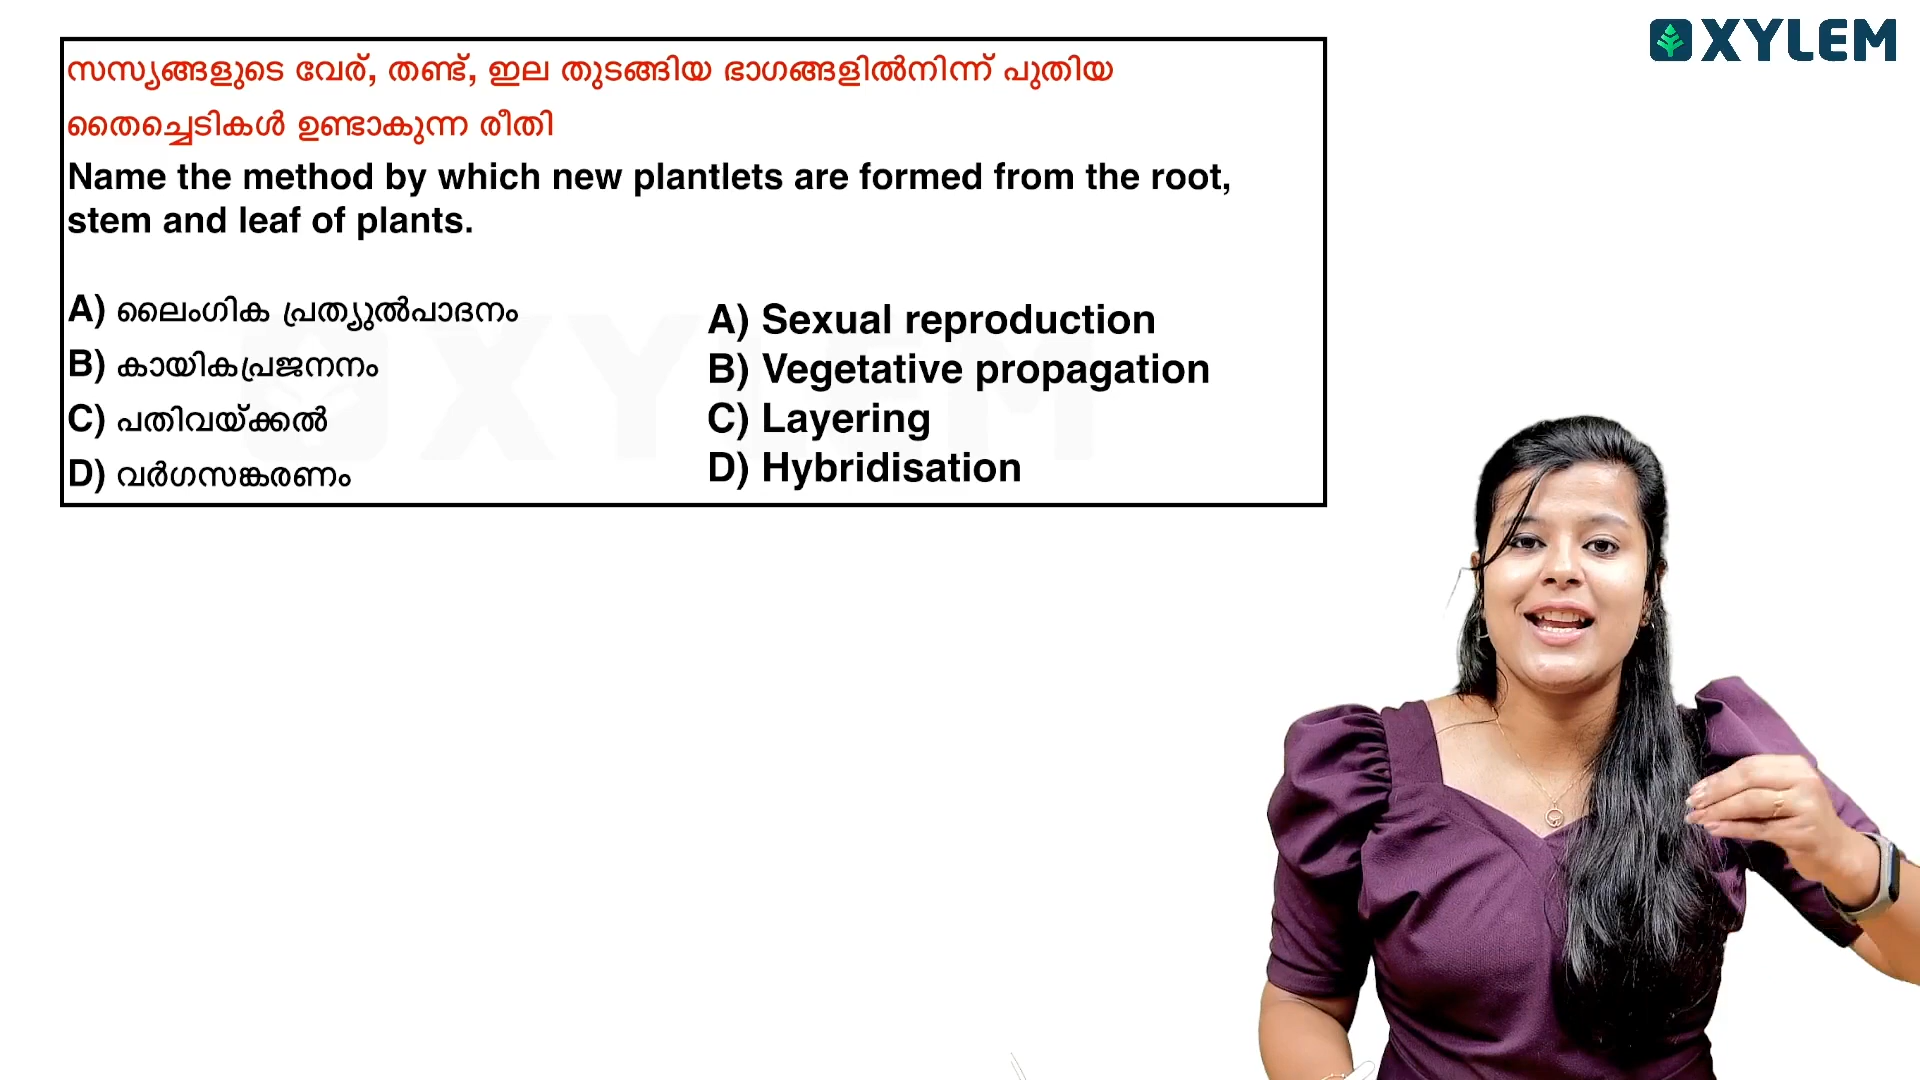 XYLEM
സസ്യങ്ങളുടെ വേര്, തണ്ട്, ഇല തുടങ്ങിയ ഭാഗങ്ങളിൽനിന്ന് പുതിയ
തൈച്ചെടികൾ ഉണ്ടാകുന്ന രീതി
Name the method by which new plantlets are formed from the root,
stem and leaf of plants.
A) ലൈംഗിക പ്രത്യുൽപാദനം
B) കായികപ്രജനനം
C) പതിവയ്ക്കൽ
D) വർഗസങ്കരണം
A) Sexual reproduction
B) Vegetative propagation
C) Layering
D) Hybridisation
XYLEM